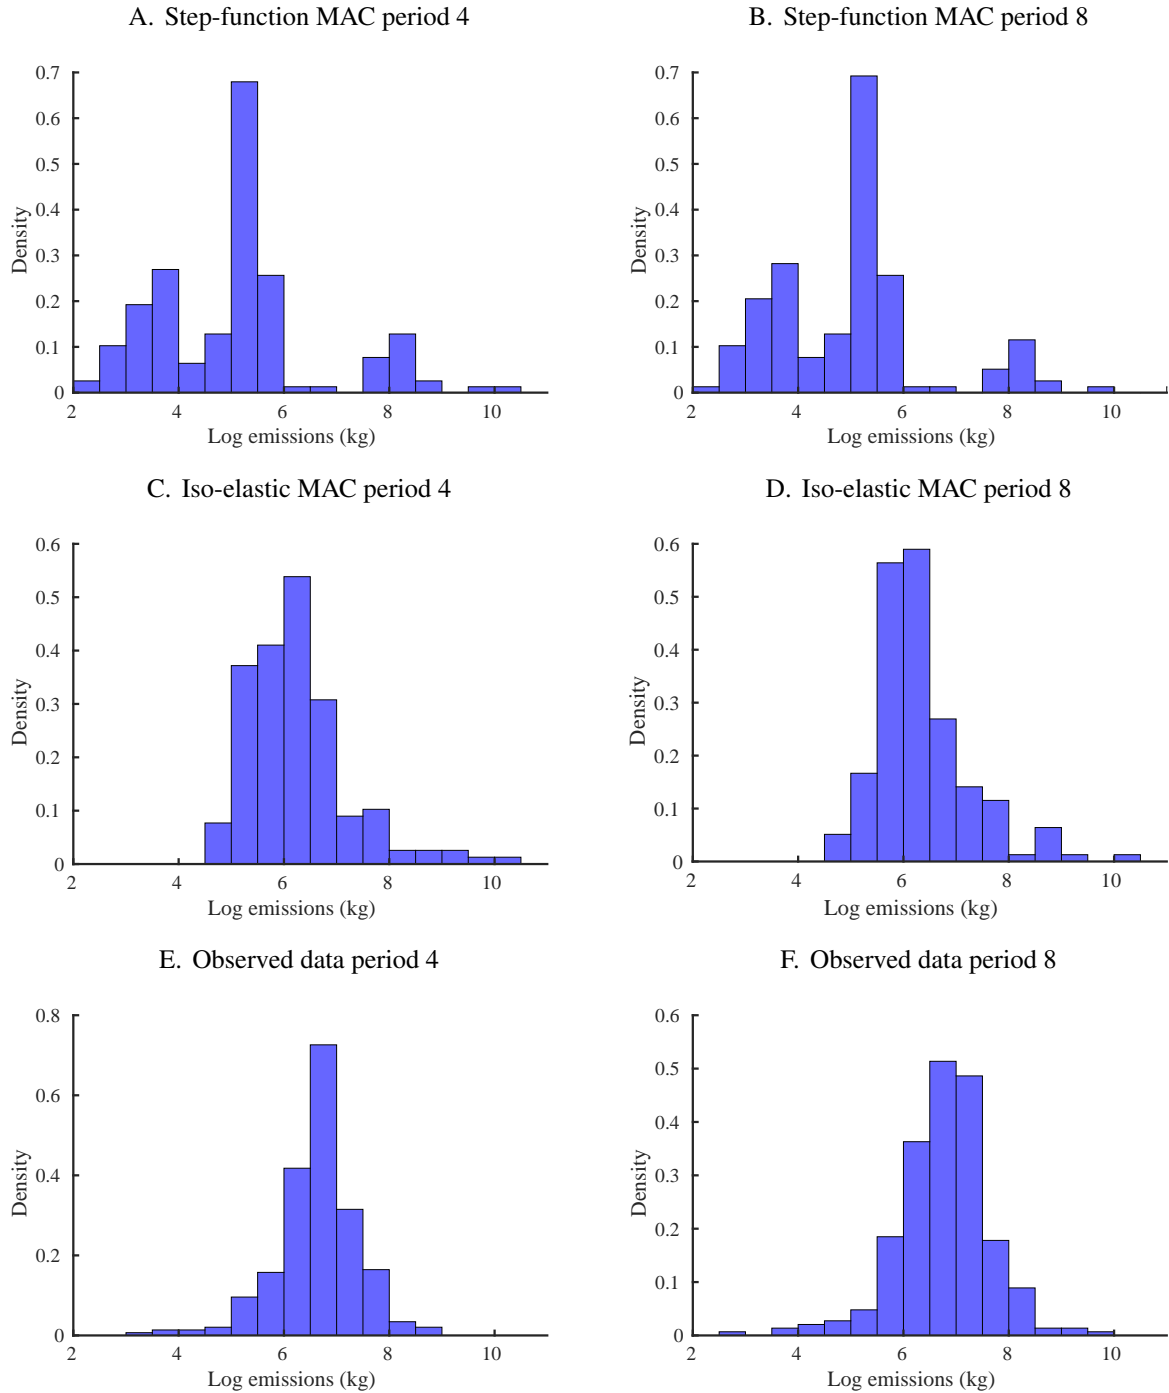 A. Step-function MAC period 4
B. Step-function MAC period 8
0.7
0.6
0.5
0.4
0.3
0.2
0.1
0
Density
2 4 6 8 10
Log emissions (kg)
0.7
0.6
0.5
0.4
0.3
0.2
0.1
0
Density
2 4 6 8 10
Log emissions (kg)
C. Iso-elastic MAC period 4
D. Iso-elastic MAC period 8
0.6
0.5
0.4
0.3
0.2
0.1
0
Density
2 4 6 8 10
Log emissions (kg)
0.6
0.5
0.4
0.3
0.2
0.1
0
Density
2 4 6 8 10
Log emissions (kg)
E. Observed data period 4
F. Observed data period 8
0.8
0.6
0.4
0.2
0
Density
2 4 6 8 10
Log emissions (kg)
0.6
0.5
0.4
0.3
0.2
0.1
0
Density
2 4 6 8 10
Log emissions (kg)